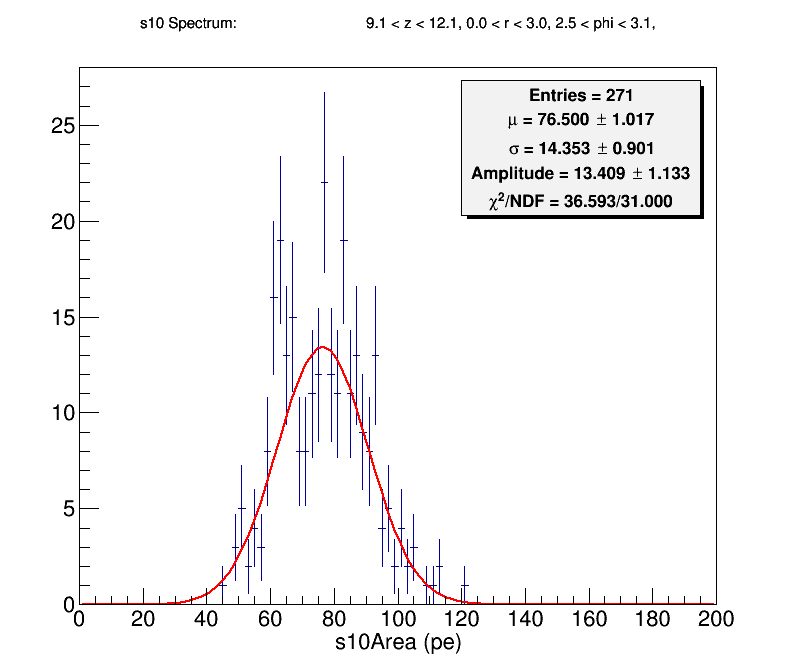 s10 Spectrum: 9.1 < z < 12.1, 0.0 < r < 3.0, 2.5 < phi < 3.1,
Entries = 271
μ = 76.500 ± 1.017
σ = 14.353 ± 0.901
Amplitude = 13.409 ± 1.133
χ²/NDF = 36.593/31.000
25
20
15
10
5
0
0 20 40 60 80 100 120 140 160 180 200
s10Area (pe)